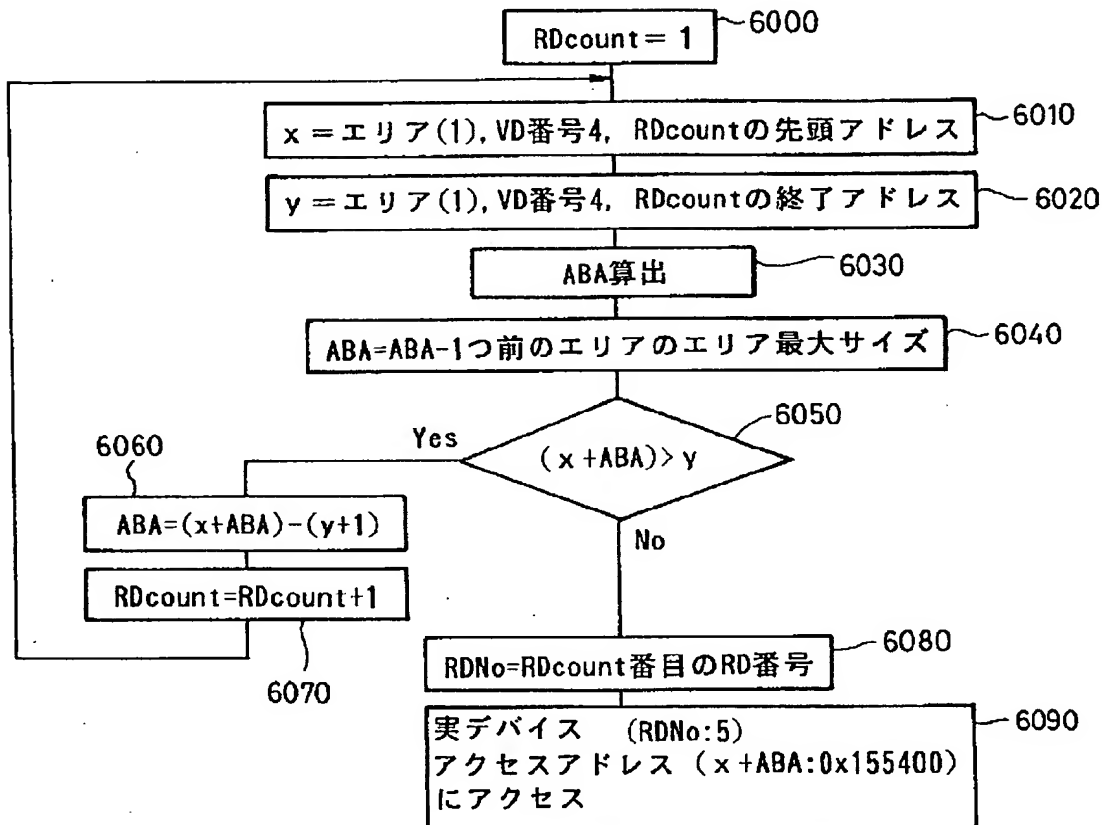 RDcount = 1
6000
x = エリア(1), VD番号4, RDcountの先頭アドレス
6010
y = エリア(1), VD番号4, RDcountの終了アドレス
6020
ABA算出
6030
ABA=ABA-1つ前のエリアのエリア最大サイズ
6040
(x+ABA)> y
6050
Yes
No
6060
ABA=(x+ABA)-(y+1)
RDcount=RDcount+1
6070
RDNo=RDcount番目のRD番号
6080
実デバイス (RDNo:5)
アクセスアドレス (x+ABA:0x155400)
にアクセス
6090